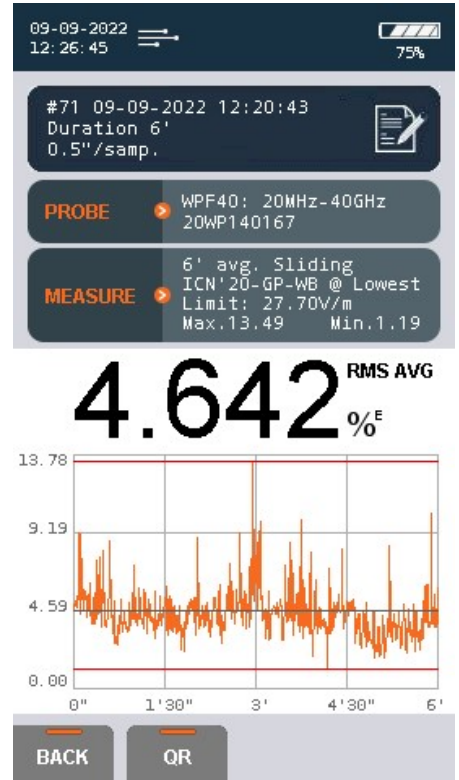 09-09-2022
12:26:45
75%
#71 09-09-2022 12:20:43
Duration 6'
0.5"/samp.
PROBE
WPF40: 20MHz-40GHz
20WP140167
MEASURE
6' avg. Sliding
ICN'20-GP-WB @ Lowest
Limit: 27.70V/m
Max.13.49 Min.1.19
4.642 RMS AVG
%E
13.78
9.19
4.59
0.00
0" 1'30" 3' 4'30" 6'
BACK QR